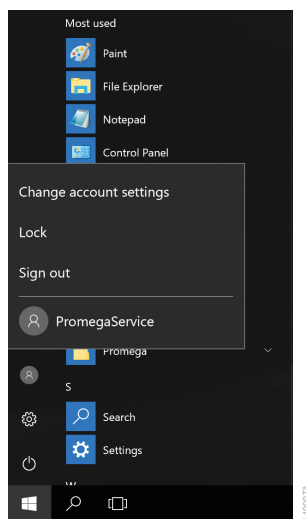 Most used
Paint
File Explorer
Notepad
Control Panel
Change account settings
Lock
Sign out
PromegaService
Promega
S
Search
Settings
W